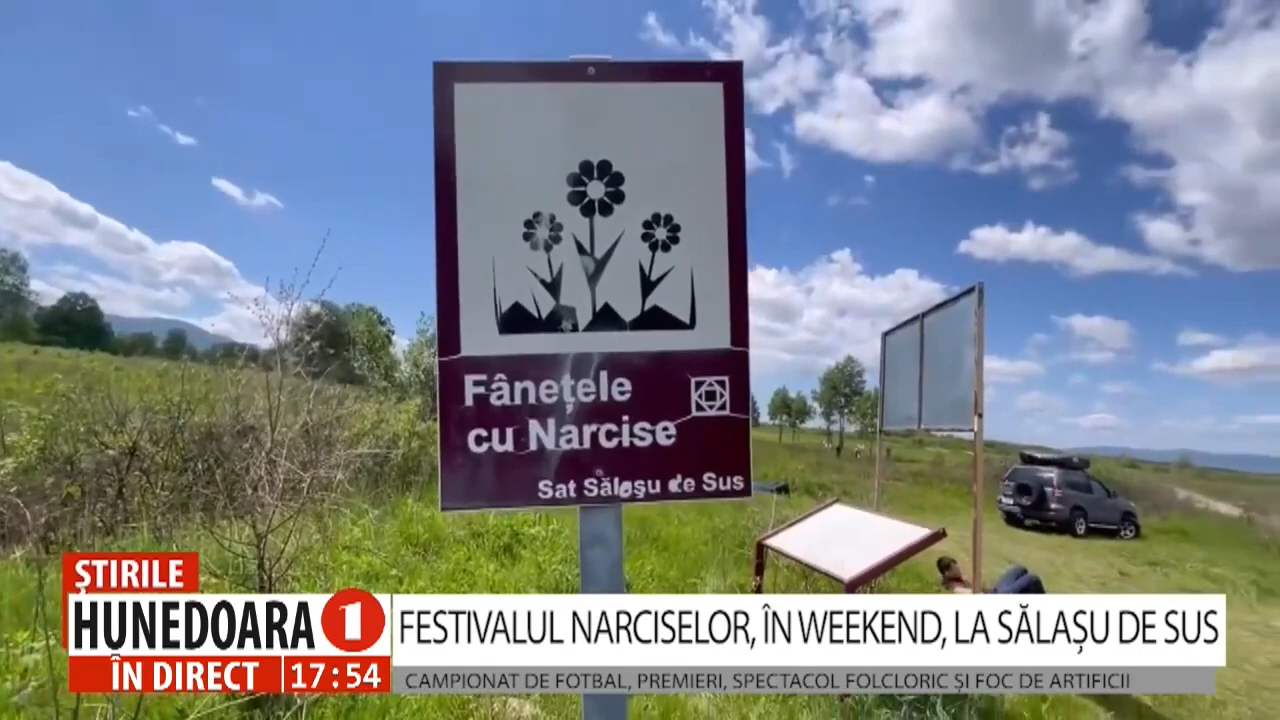 Fânețele
cu Narcise
Sat Sălașu de Sus
ȘTIRILE
HUNEDOARA 1
ÎN DIRECT 17:54
FESTIVALUL NARCISELOR, ÎN WEEKEND, LA SĂLAȘU DE SUS
CAMPIONAT DE FOTBAL, PREMIERI, SPECTACOL FOLCLORIC ȘI FOC DE ARTIFICII